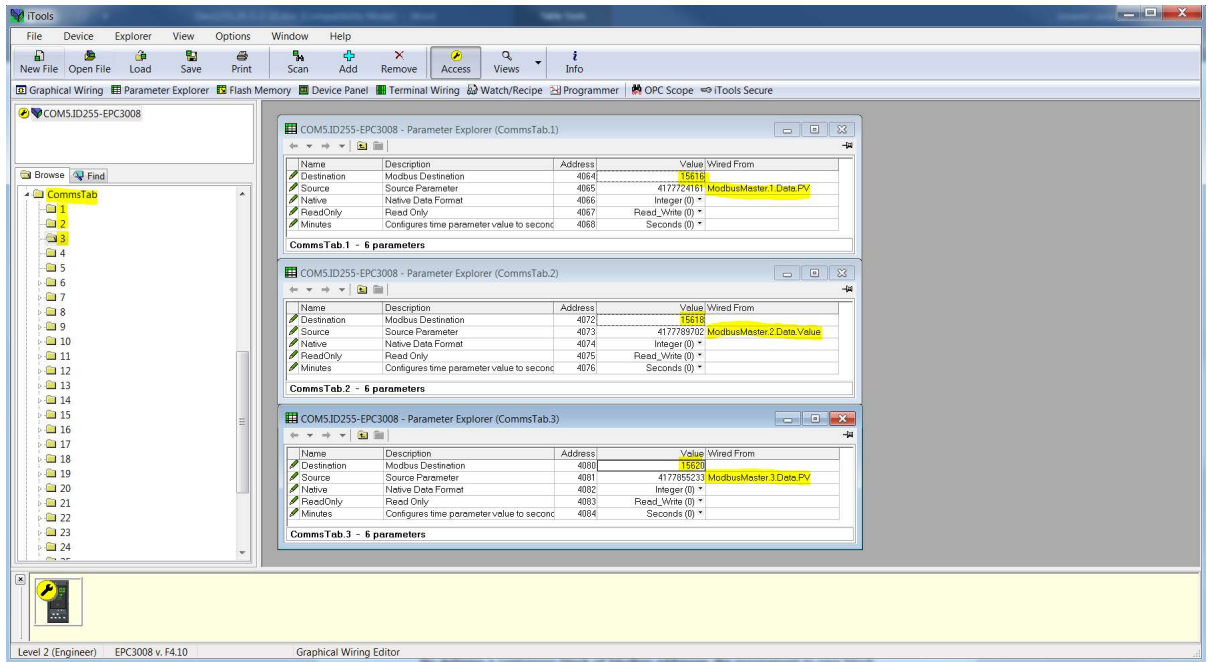 iTools
File Device Explorer View Options Window Help
New File Open File Load Save Print Scan Add Remove Access Views Info
Graphical Wiring Parameter Explorer Flash Memory Device Panel Terminal Wiring Watch/Recipe Programmer OPC Scope iTools Secure
COM5.ID255-EPC3008
Browse Find
CommsTab
1
2
3
4
5
6
7
8
9
10
11
12
13
14
15
16
17
18
19
20
21
22
23
24
COM5.ID255-EPC3008 - Parameter Explorer (CommsTab.1)
Name Description Address Value Wired From
Destination Modbus Destination 4064 15616
Source Source Parameter 4065 4177724161 ModbusMaster.1.Data.PV
Native Native Data Format 4066 Integer (0)
ReadOnly Read Only 4067 Read_Write (0)
Minutes Configures time parameter value to second 4068 Seconds (0)
CommsTab.1 - 6 parameters
COM5.ID255-EPC3008 - Parameter Explorer (CommsTab.2)
Name Description Address Value Wired From
Destination Modbus Destination 4072 15618
Source Source Parameter 4073 4177789702 ModbusMaster.2.Data.Value
Native Native Data Format 4074 Integer (0)
ReadOnly Read Only 4075 Read_Write (0)
Minutes Configures time parameter value to second 4076 Seconds (0)
CommsTab.2 - 6 parameters
COM5.ID255-EPC3008 - Parameter Explorer (CommsTab.3)
Name Description Address Value Wired From
Destination Modbus Destination 4080 15620
Source Source Parameter 4081 4177855233 ModbusMaster.3.Data.PV
Native Native Data Format 4082 Integer (0)
ReadOnly Read Only 4083 Read_Write (0)
Minutes Configures time parameter value to second 4084 Seconds (0)
CommsTab.3 - 6 parameters
Level 2 (Engineer) EPC3008 v. F4.10 Graphical Wiring Editor